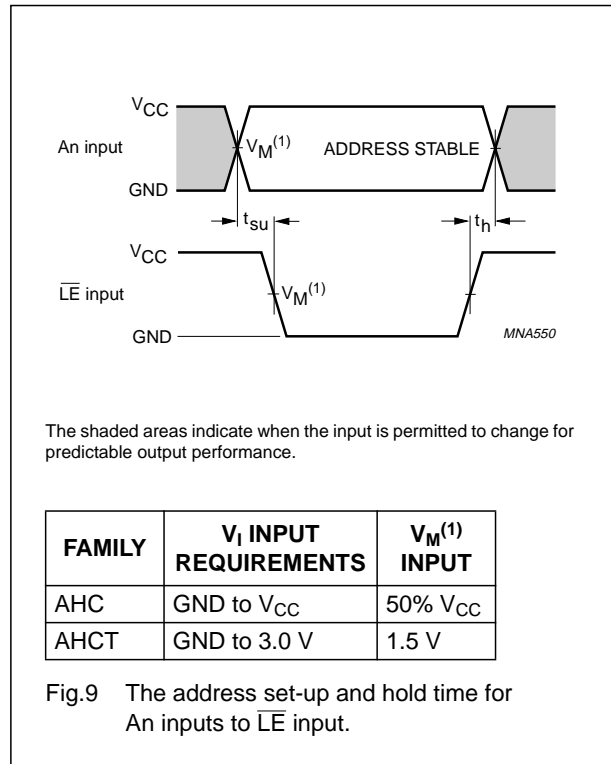 VCC
An input
VM(1)
ADDRESS STABLE
GND
tsu
th
VCC
LE input
VM(1)
GND
MNA550
The shaded areas indicate when the input is permitted to change for
predictable output performance.
FAMILY
VI INPUT
REQUIREMENTS
VM(1)
INPUT
AHC
GND to VCC
50% VCC
AHCT
GND to 3.0 V
1.5 V
Fig.9 The address set-up and hold time for
An inputs to LE input.